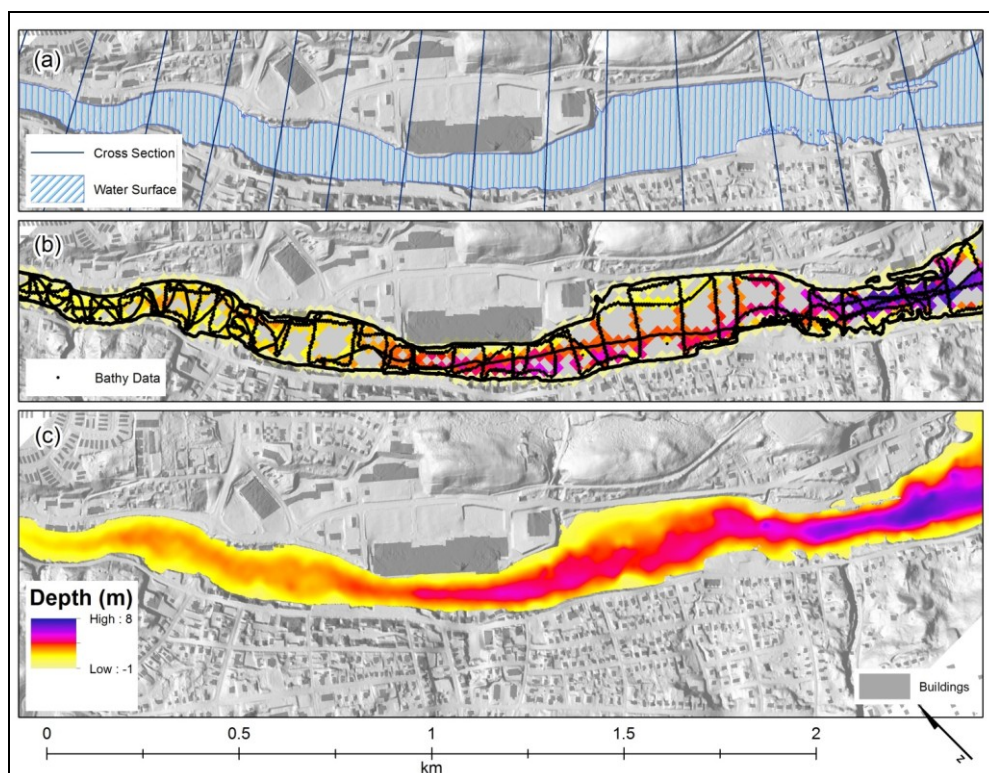 (a)
Cross Section
Water Surface
(b)
Bathy Data
(c)
Depth (m)
High : 8
Low : -1
Buildings
z
0 0.5 1 1.5 2
km